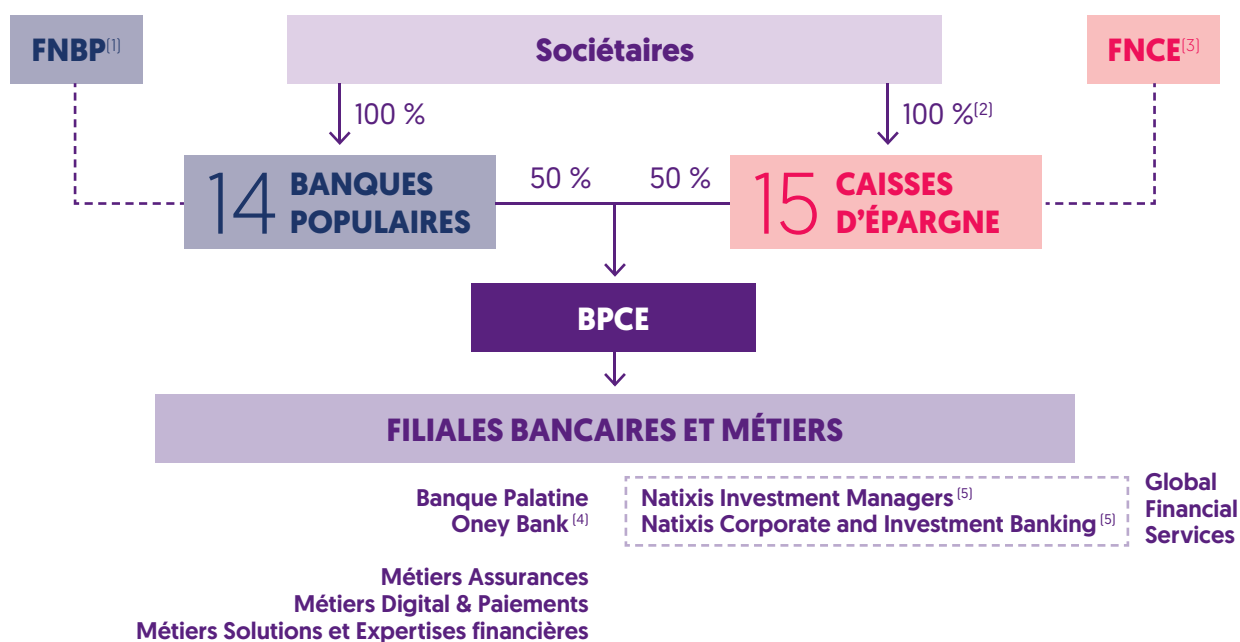 FNBP(1)
Sociétaires
FNCE(3)
100 %
100 %(2)
14 BANQUES
POPULAIRES
50 %
50 %
15 CAISSES
D’ÉPARGNE
BPCE
FILIALES BANCAIRES ET MÉTIERS
Banque Palatine
Oney Bank (4)
Natixis Investment Managers (5)
Natixis Corporate and Investment Banking (5)
Global
Financial
Services
Métiers Assurances
Métiers Digital & Paiements
Métiers Solutions et Expertises financières